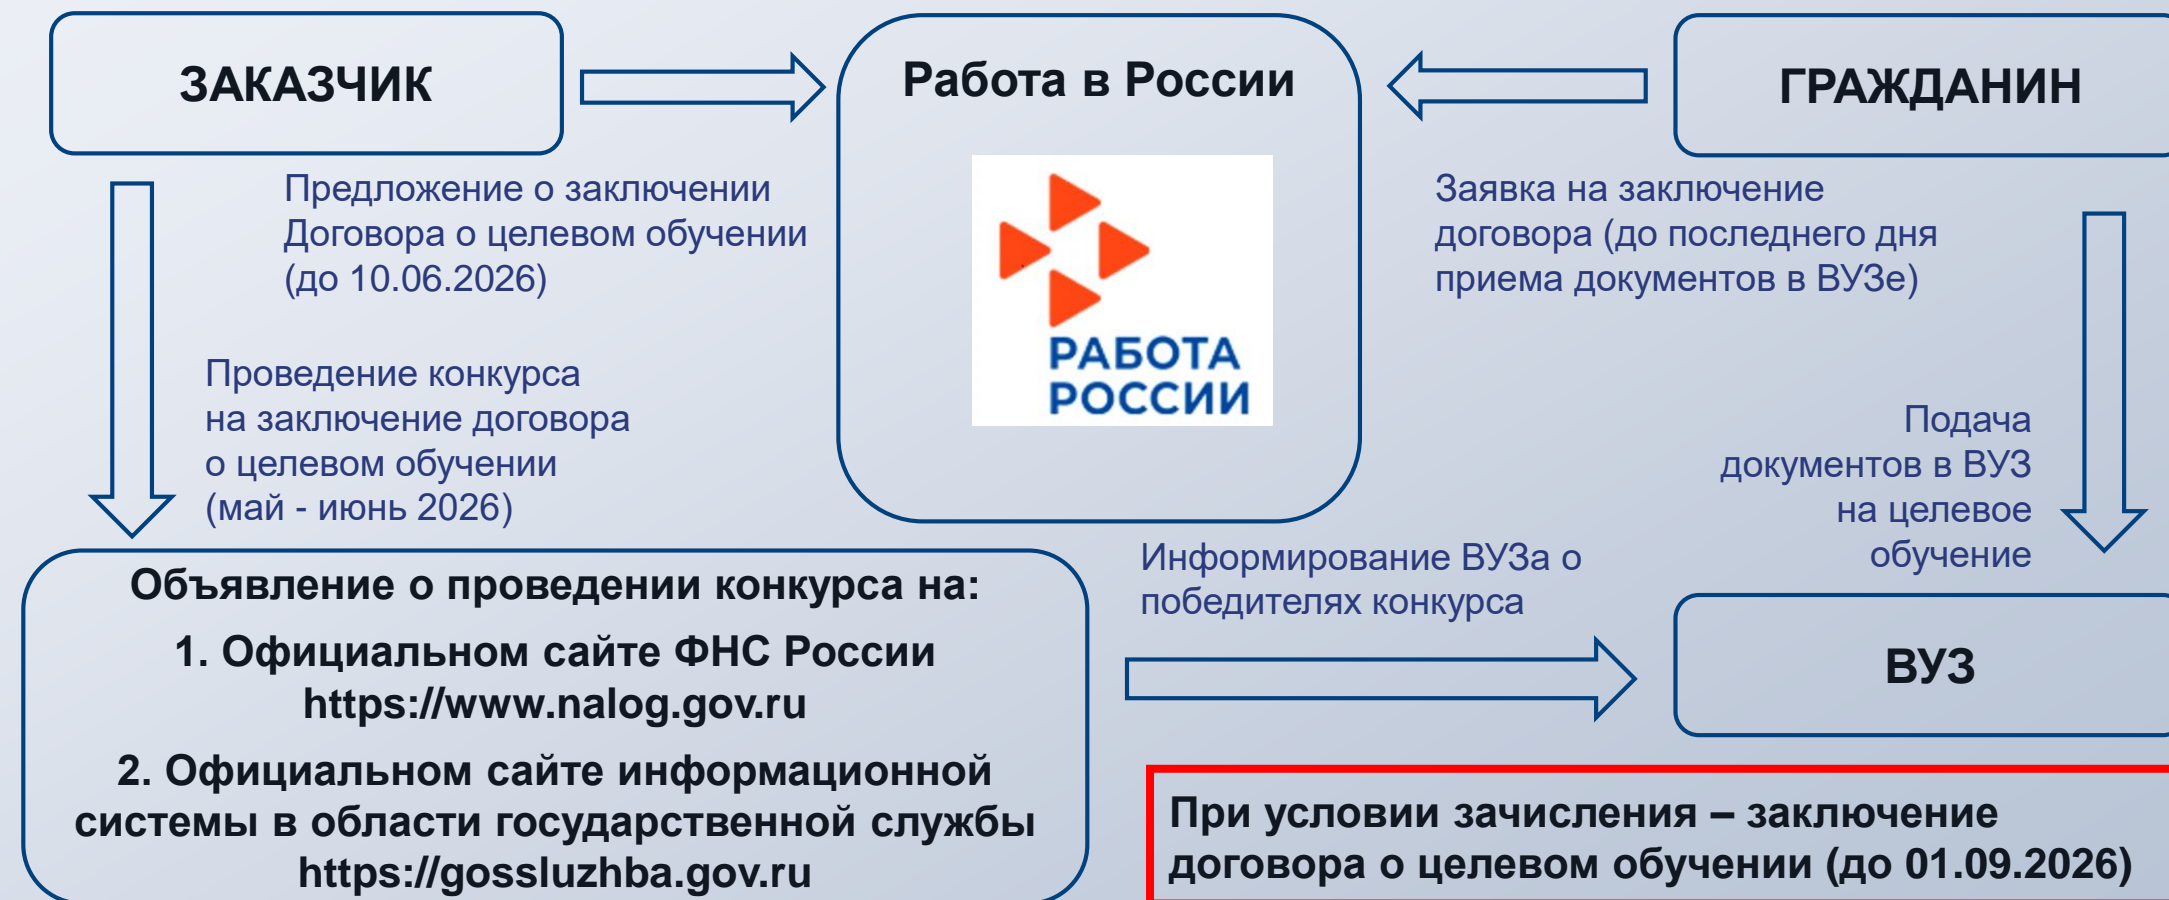 ЗАКАЗЧИК
Работа в России
ГРАЖДАНИН
Предложение о заключении
Договора о целевом обучении
(до 10.06.2026)
РАБОТА
РОССИИ
Заявка на заключение
договора (до последнего дня
приема документов в ВУЗе)
Проведение конкурса
на заключение договора
о целевом обучении
(май - июнь 2026)
Подача
документов в ВУЗ
на целевое
обучение
Объявление о проведении конкурса на:
1. Официальном сайте ФНС России
https://www.nalog.gov.ru
2. Официальном сайте информационной
системы в области государственной службы
https://gossluzhba.gov.ru
Информирование ВУЗа о
победителях конкурса
ВУЗ
При условии зачисления – заключение
договора о целевом обучении (до 01.09.2026)